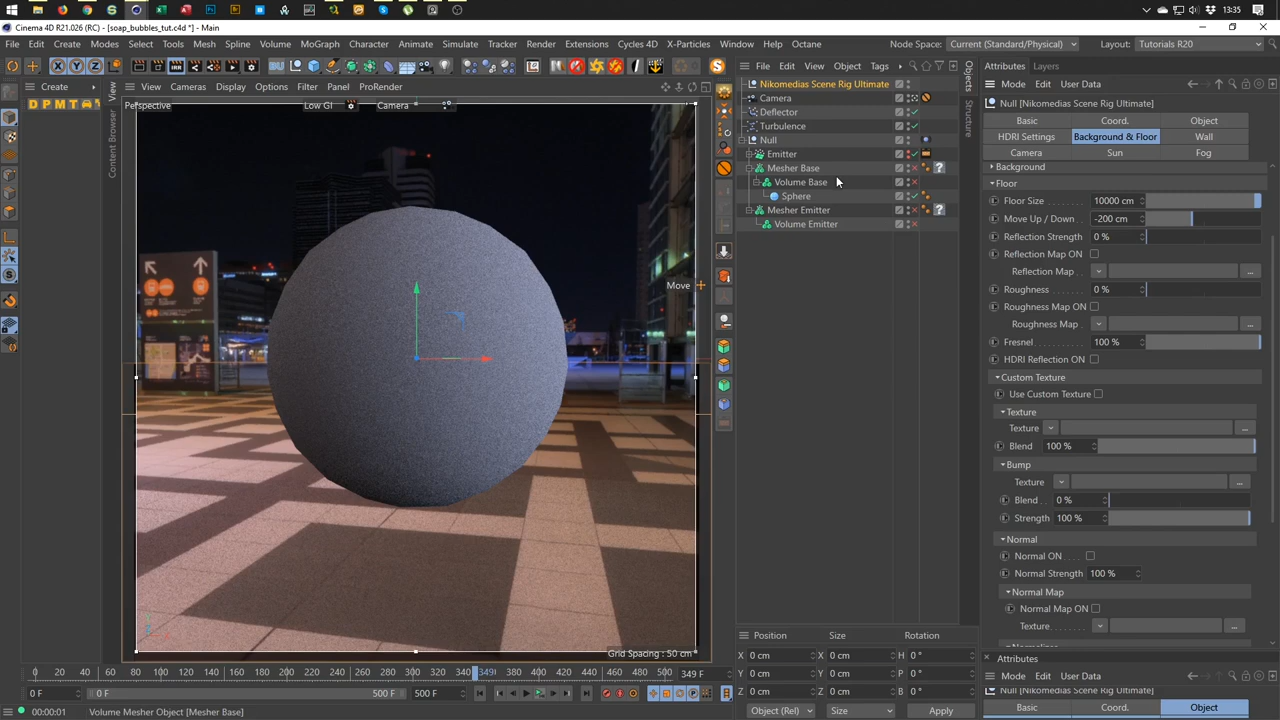 13:35
Cinema 4D R21.026 (RC) - [soap_bubbles_tut.c4d *] - Main
File Edit Create Modes Select Tools Mesh Spline Volume MoGraph Character Animate Simulate Tracker Render Extensions Cycles 4D X-Particles Window Help Octane Node Space: Current (Standard/Physical) Layout: Tutorials R20
X Y Z
Create
D P M T
View
Content Browser
View Cameras Display Options Filter Panel ProRender
Perspective Low GI Camera
Move
Grid Spacing : 50 cm
File Edit View Object Tags
Nikomedias Scene Rig Ultimate
Camera
Deflector
Turbulence
Null
Emitter
Mesher Base
Volume Base
Sphere
Mesher Emitter
Volume Emitter
Objects
Structure
Attributes Layers
Mode Edit User Data
Null [Nikomedias Scene Rig Ultimate]
Basic Coord. Object
HDRI Settings Background & Floor Wall
Camera Sun Fog
Background
Floor
Floor Size 10000 cm
Move Up / Down -200 cm
Reflection Strength 0 %
Reflection Map ON
Reflection Map
Roughness 0 %
Roughness Map ON
Roughness Map
Fresnel 100 %
HDRI Reflection ON
Custom Texture
Use Custom Texture
Texture
Texture
Blend 100 %
Bump
Texture
Blend 0 %
Strength 100 %
Normal
Normal ON
Normal Strength 100 %
Normal Map
Normal Map ON
Texture
Attributes
Mode Edit User Data
Null [Nikomedias Scene Rig Ultimate]
Basic Coord. Object
Position Size Rotation
X 0 cm X 0 cm H 0 °
Y 0 cm Y 0 cm P 0 °
Z 0 cm Z 0 cm B 0 °
Object (Rel) Size Apply
0 20 40 60 80 100 120 140 160 180 200 220 240 260 280 300 320 340 349 380 400 420 440 460 480 500 349 F
0 F 0 F 500 F 500 F
00:00:01 Volume Mesher Object [Mesher Base]